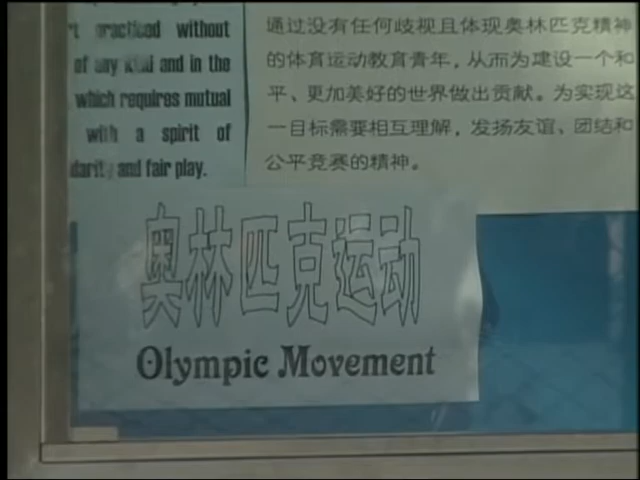 t practised without
of any kind and in the
which requires mutual
with a spirit of
darity and fair play.
通过没有任何歧视且体现奥林匹克精神
的体育运动教育青年，从而为建设一个和
平、更加美好的世界做出贡献。为实现这
一目标需要相互理解，发扬友谊、团结和
公平竞赛的精神。
奥林匹克运动
Olympic Movement